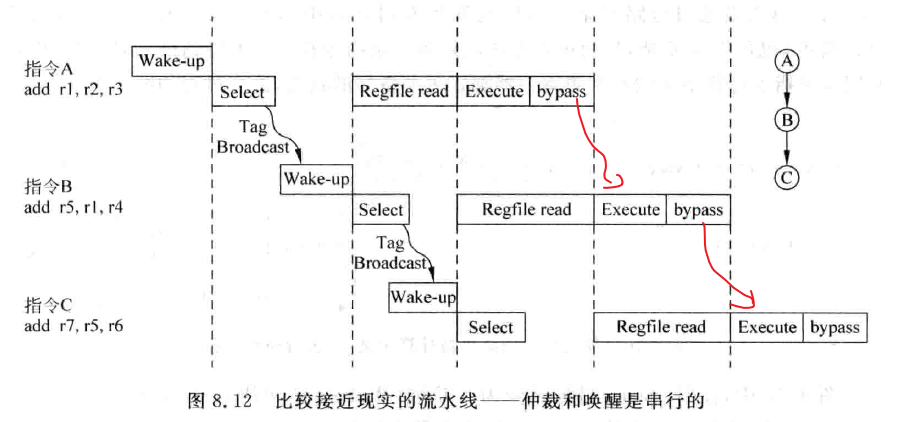 Wake-up
指令A
add r1, r2, r3
Select
Regfile read
Execute
bypass
A
Tag
Broadcast
B
Wake-up
C
指令B
add r5, r1, r4
Select
Regfile read
Execute
bypass
Tag
Broadcast
Wake-up
指令C
add r7, r5, r6
Select
Regfile read
Execute
bypass
图 8.12 比较接近现实的流水线——仲裁和唤醒是串行的